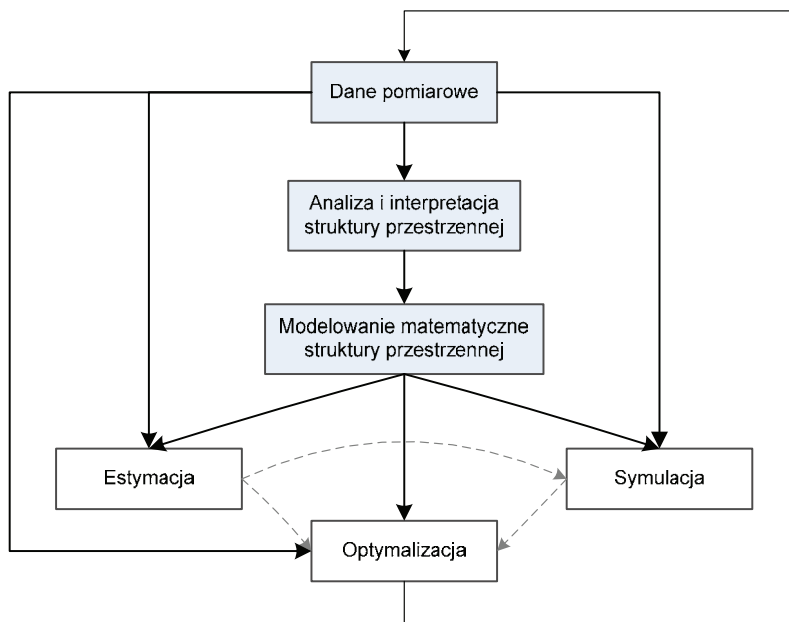 Dane pomiarowe
Analiza i interpretacja
struktury przestrzennej
Modelowanie matematyczne
struktury przestrzennej
Estymacja
Symulacja
Optymalizacja